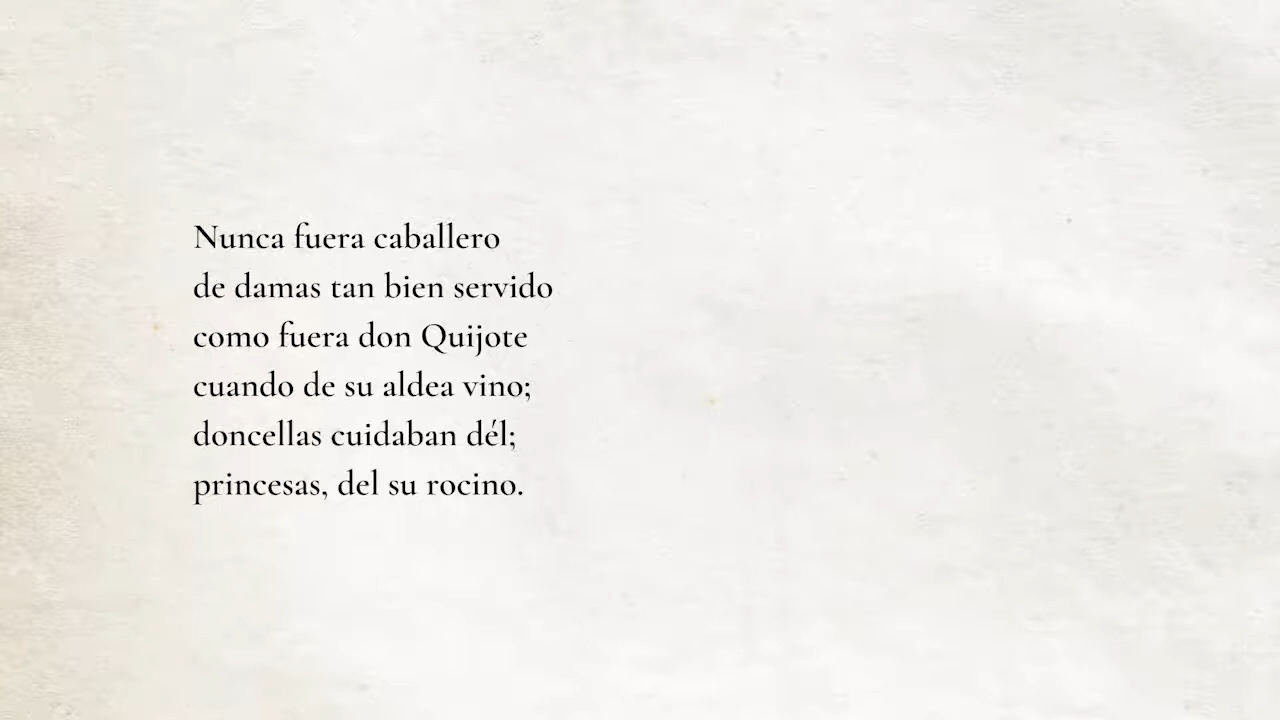 Nunca fuera caballero
de damas tan bien servido
como fuera don Quijote
cuando de su aldea vino;
doncellas cuidaban dél;
princesas, del su rocino.